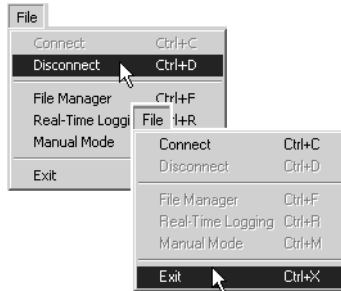 File
Connect Ctrl+C
Disconnect Ctrl+D
File Manager Ctrl+F
Real-Time Loggi
Manual Mode
Exit
File
Connect Ctrl+C
Disconnect Ctrl+D
File Manager Ctrl+F
Real-Time Logging Ctrl+R
Manual Mode Ctrl+M
Exit Ctrl+X